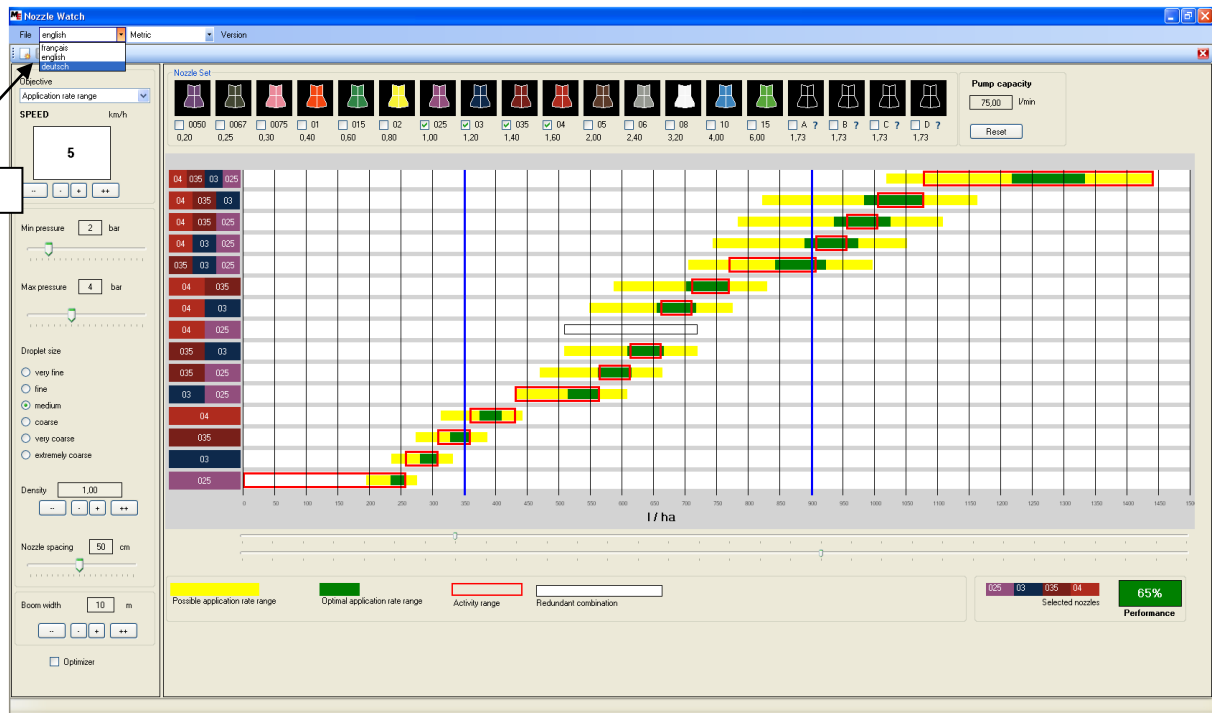 Nozzle Watch
File english Metric Version
français
english
deutsch
Objective
Application rate range
SPEED km/h
5
-- - + ++
Min pressure 2 bar
Max pressure 4 bar
Droplet size
very fine
fine
medium
coarse
very coarse
extremely coarse
Density 1,00
-- - + ++
Nozzle spacing 50 cm
Boom width 10 m
-- - + ++
Optimizer
Nozzle Set
0050 0067 0075 01 015 02 025 03 035 04 05 06 08 10 15 A ? B ? C ? D ?
0,20 0,25 0,30 0,40 0,60 0,80 1,00 1,20 1,40 1,60 2,00 2,40 3,20 4,00 6,00 1,73 1,73 1,73 1,73
Pump capacity
75,00 l/min
Reset
04 035 03 025
04 035 03
04 035 025
04 03 025
035 03 025
04 035
04 03
04 025
035 03
035 025
03 025
04
035
03
025
0 50 100 150 200 250 300 350 400 450 500 550 600 650 700 750 800 850 900 950 1000 1050 1100 1150 1200 1250 1300 1350 1400 1450
l / ha
Possible application rate range
Optimal application rate range
Activity range
Redundant combination
025 03 035 04
Selected nozzles
65%
Performance